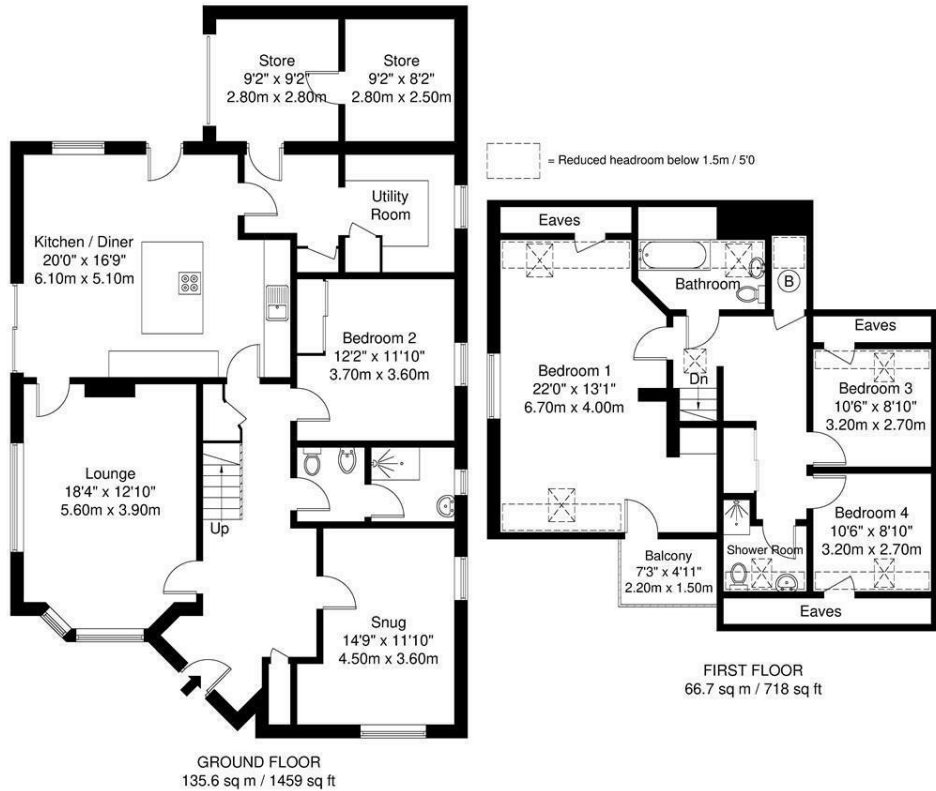 Store
9'2" x 9'2"
2.80m x 2.80m
Store
9'2" x 8'2"
2.80m x 2.50m
Utility
Room
Kitchen / Diner
20'0" x 16'9"
6.10m x 5.10m
Bedroom 2
12'2" x 11'10"
3.70m x 3.60m
Lounge
18'4" x 12'10"
5.60m x 3.90m
Up
Snug
14'9" x 11'10"
4.50m x 3.60m
GROUND FLOOR
135.6 sq m / 1459 sq ft
= Reduced headroom below 1.5m / 5'0
Eaves
Bathroom
B
Eaves
Bedroom 1
22'0" x 13'1"
6.70m x 4.00m
Dn
Bedroom 3
10'6" x 8'10"
3.20m x 2.70m
Bedroom 4
10'6" x 8'10"
3.20m x 2.70m
Shower Room
Balcony
7'3" x 4'11"
2.20m x 1.50m
Eaves
FIRST FLOOR
66.7 sq m / 718 sq ft